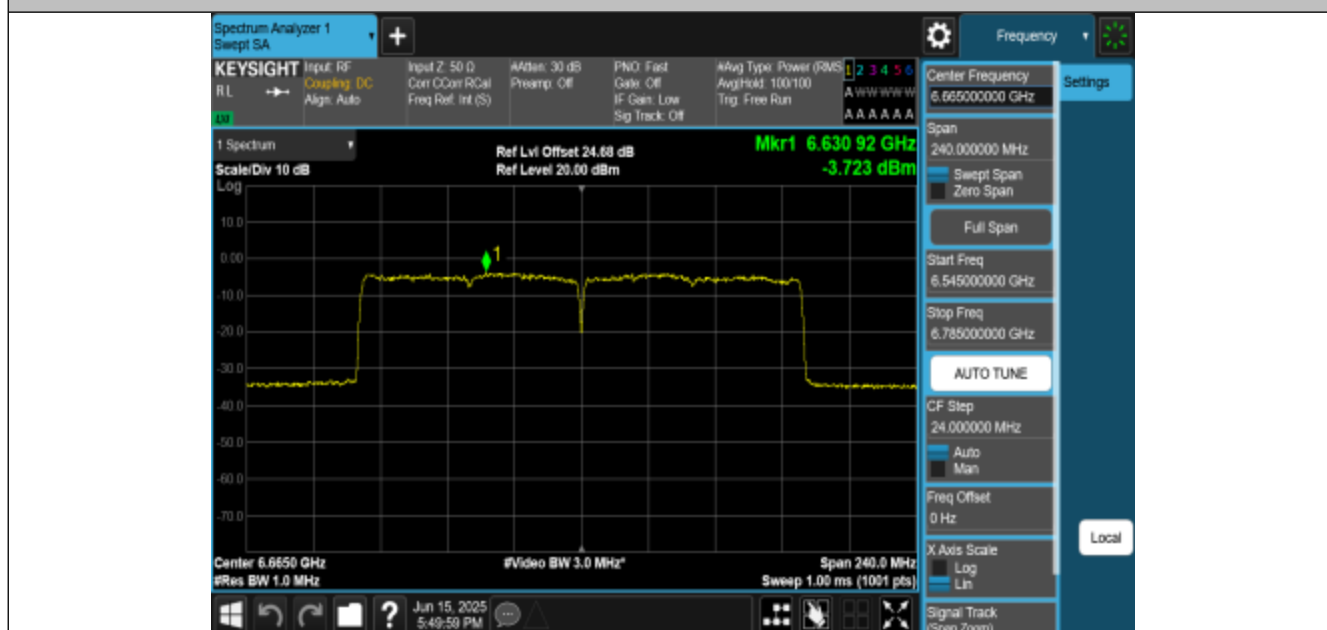 Spectrum Analyzer 1
Swept SA
+
Frequency
KEYSIGHT
RL
Input: RF
Coupling: DC
Align: Auto
Input Z: 50 Ω
Corr CCorr RCal
Freq Ref: Int (S)
#Atten: 30 dB
Preamp: Off
PNO: Fast
Gate: Off
IF Gain: Low
Sig Track: Off
#Avg Type: Power (RMS
Avg|Hold: 100/100
Trig: Free Run
1 2 3 4 5 6
A W W W W W
A A A A A A
1 Spectrum
Scale/Div 10 dB
Ref Lvl Offset 24.68 dB
Ref Level 20.00 dBm
Mkr1 6.630 92 GHz
-3.723 dBm
Log
10.0
0.00
-10.0
-20.0
-30.0
-40.0
-50.0
-60.0
-70.0
1
Center 6.6650 GHz
#Res BW 1.0 MHz
#Video BW 3.0 MHz*
Span 240.0 MHz
Sweep 1.00 ms (1001 pts)
Center Frequency
6.665000000 GHz
Settings
Span
240.000000 MHz
Swept Span
Zero Span
Full Span
Start Freq
6.545000000 GHz
Stop Freq
6.785000000 GHz
AUTO TUNE
CF Step
24.000000 MHz
Auto
Man
Freq Offset
0 Hz
X Axis Scale
Log
Lin
Local
Signal Track
(Span Zoom)
?
Jun 15, 2025
5:49:59 PM